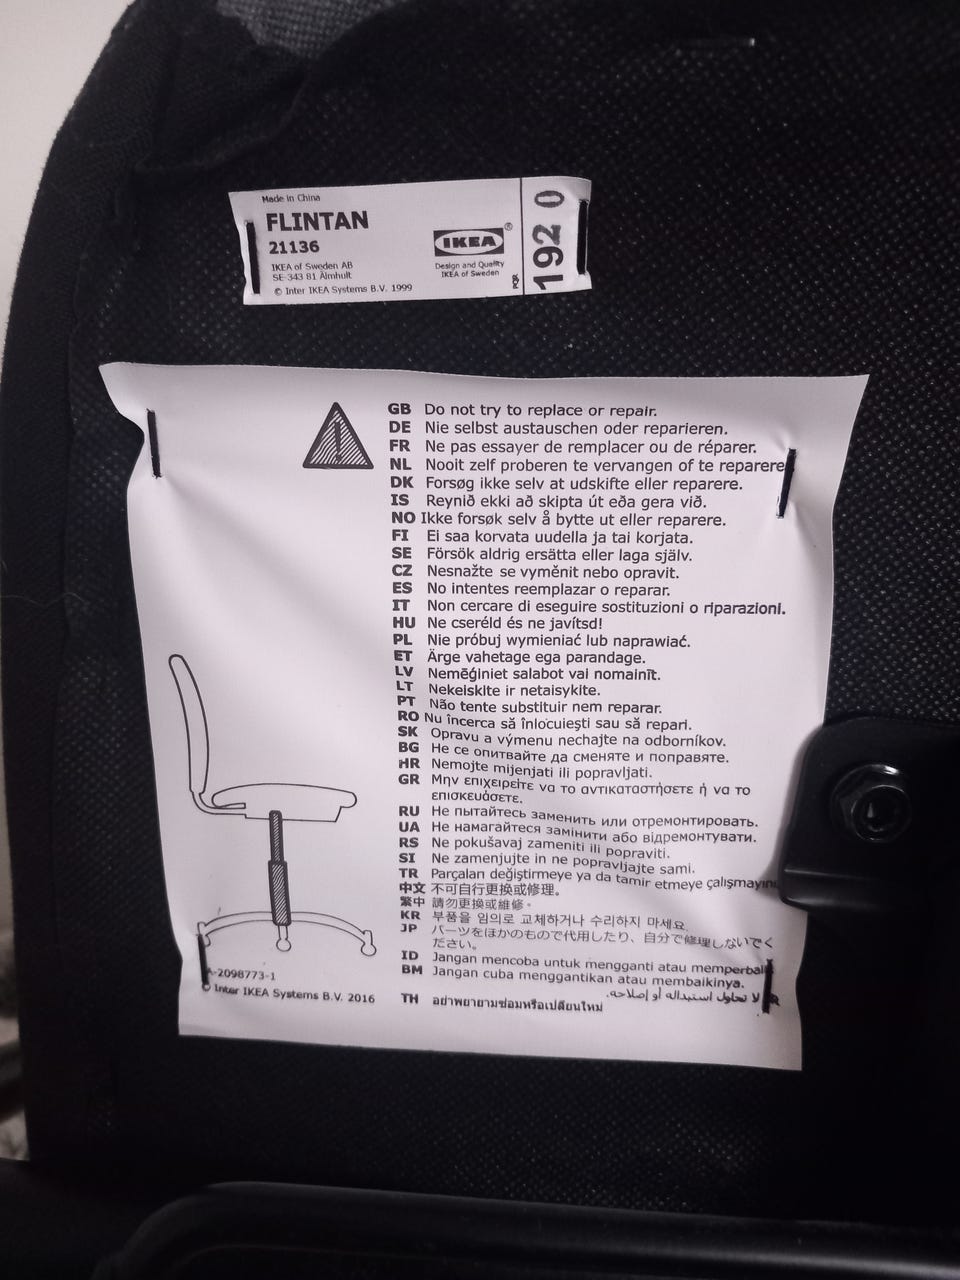 Made in China
FLINTAN
21136
IKEA of Sweden AB
SE-343 81 Älmhult
© Inter IKEA Systems B.V. 1999
IKEA®
Design and Quality
IKEA of Sweden
PQR
192 0
GB Do not try to replace or repair.
DE Nie selbst austauschen oder reparieren.
FR Ne pas essayer de remplacer ou de réparer.
NL Nooit zelf proberen te vervangen of te reparere
DK Forsøg ikke selv at udskifte eller reparere.
IS Reynið ekki að skipta út eða gera við.
NO Ikke forsøk selv å bytte ut eller reparere.
FI Ei saa korvata uudella ja tai korjata.
SE Försök aldrig ersätta eller laga själv.
CZ Nesnažte se vyměnit nebo opravit.
ES No intentes reemplazar o reparar.
IT Non cercare di eseguire sostituzioni o riparazioni.
HU Ne cseréld és ne javítsd!
PL Nie próbuj wymieniać lub naprawiać.
ET Ärge vahetage ega parandage.
LV Nemēģiniet salabot vai nomainīt.
LT Nekeiskite ir netaisykite.
PT Não tente substituir nem reparar.
RO Nu încerca să înlocuieşti sau să repari.
SK Opravu a výmenu nechajte na odborníkov.
BG Не се опитвайте да сменяте и поправяте.
HR Nemojte mijenjati ili popravljati.
GR Μην επιχειρείτε να το αντικαταστήσετε ή να το
επισκευάσετε.
RU Не пытайтесь заменить или отремонтировать.
UA Не намагайтеся замінити або відремонтувати.
RS Ne pokušavaj zameniti ili popraviti.
SI Ne zamenjujte in ne popravljajte sami.
TR Parçaları değiştirmeye ya da tamir etmeye çalışmayını
中文 不可自行更换或修理。
繁中 請勿更換或維修。
KR 부품을 임의로 교체하거나 수리하지 마세요.
JP パーツをほかのもので代用したり、自分で修理しないでく
ださい。
ID Jangan mencoba untuk mengganti atau memperbai
BM Jangan cuba menggantikan atau membaikinya.
لا تحاول استبداله أو إصلاحه. R
TH อย่าพยายามซ่อมหรือเปลี่ยนใหม่
A-2098773-1
© Inter IKEA Systems B.V. 2016